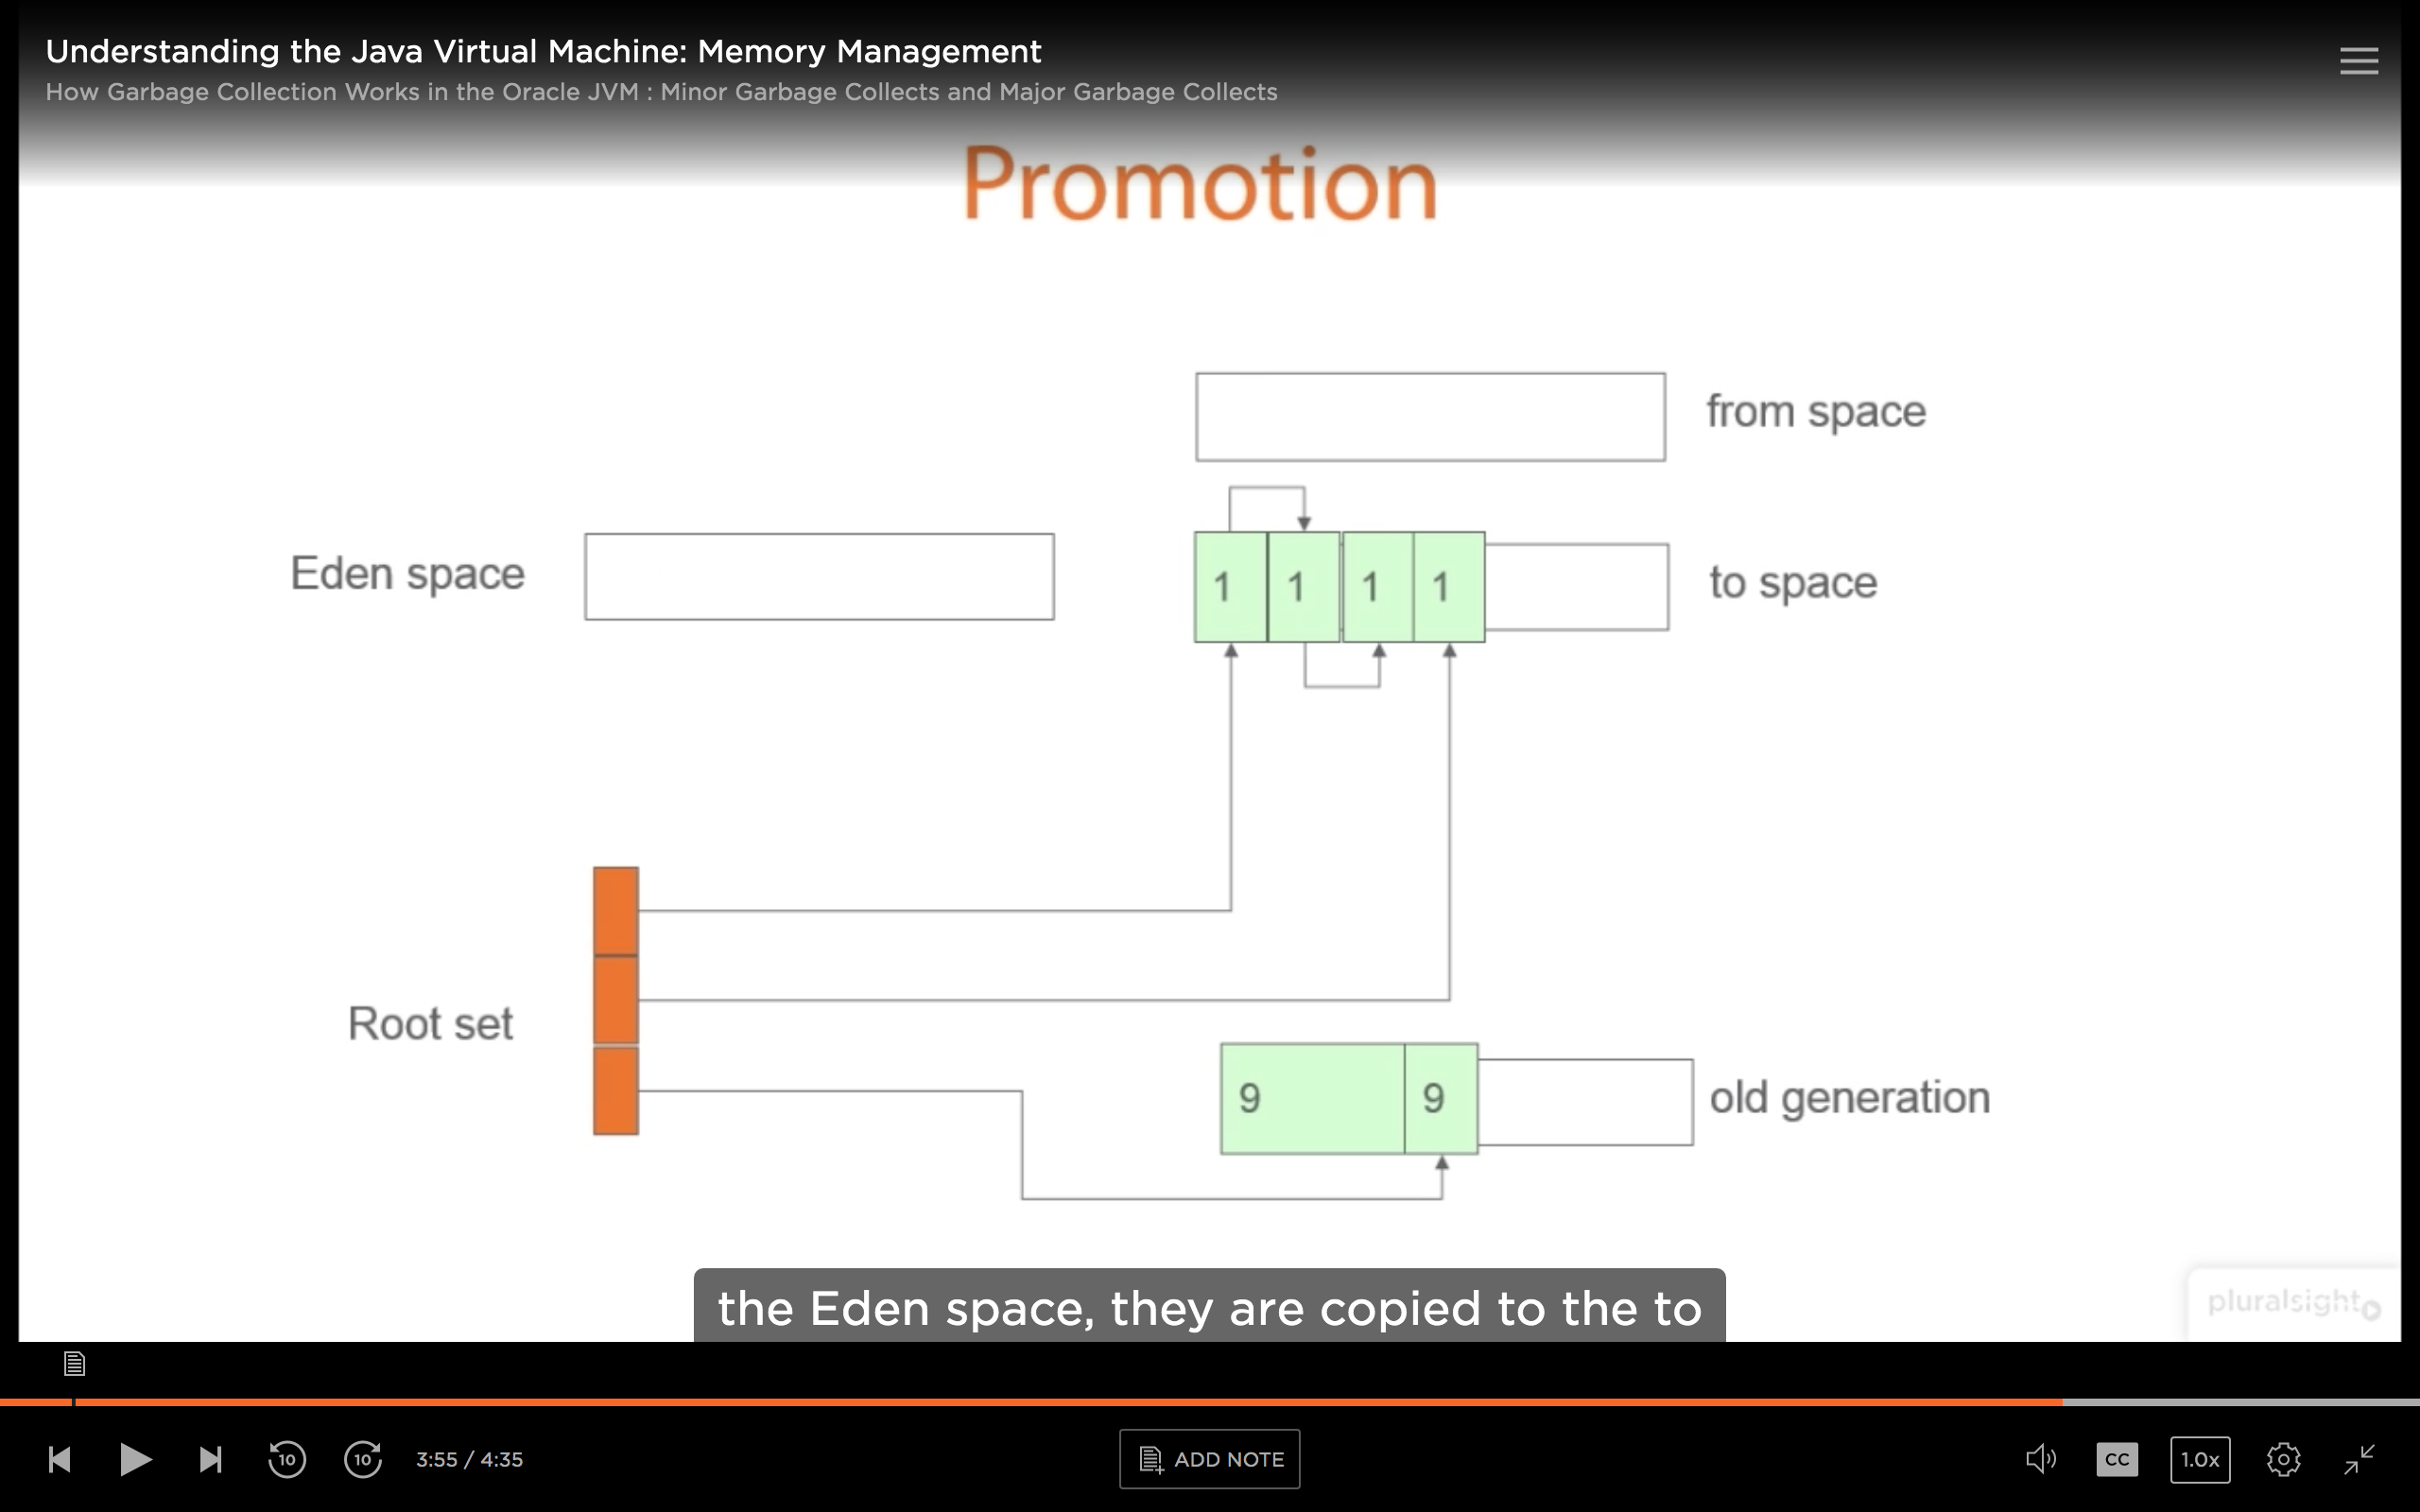 Understanding the Java Virtual Machine: Memory Management
How Garbage Collection Works in the Oracle JVM : Minor Garbage Collects and Major Garbage Collects
Promotion
from space
Eden space
1 1 1 1
to space
Root set
9 9
old generation
the Eden space, they are copied to the to
pluralsight
10
10
3:55 / 4:35
ADD NOTE
CC
1.0x